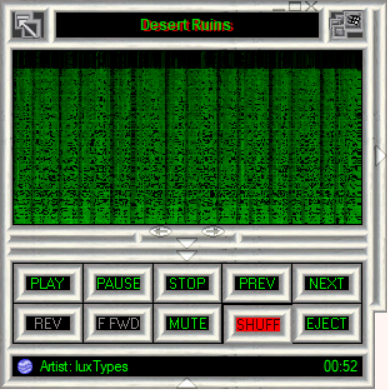 Desert Ruins
PLAY PAUSE STOP PREV NEXT
REV F FWD MUTE SHUFF EJECT
Artist: luxTypes 00:52